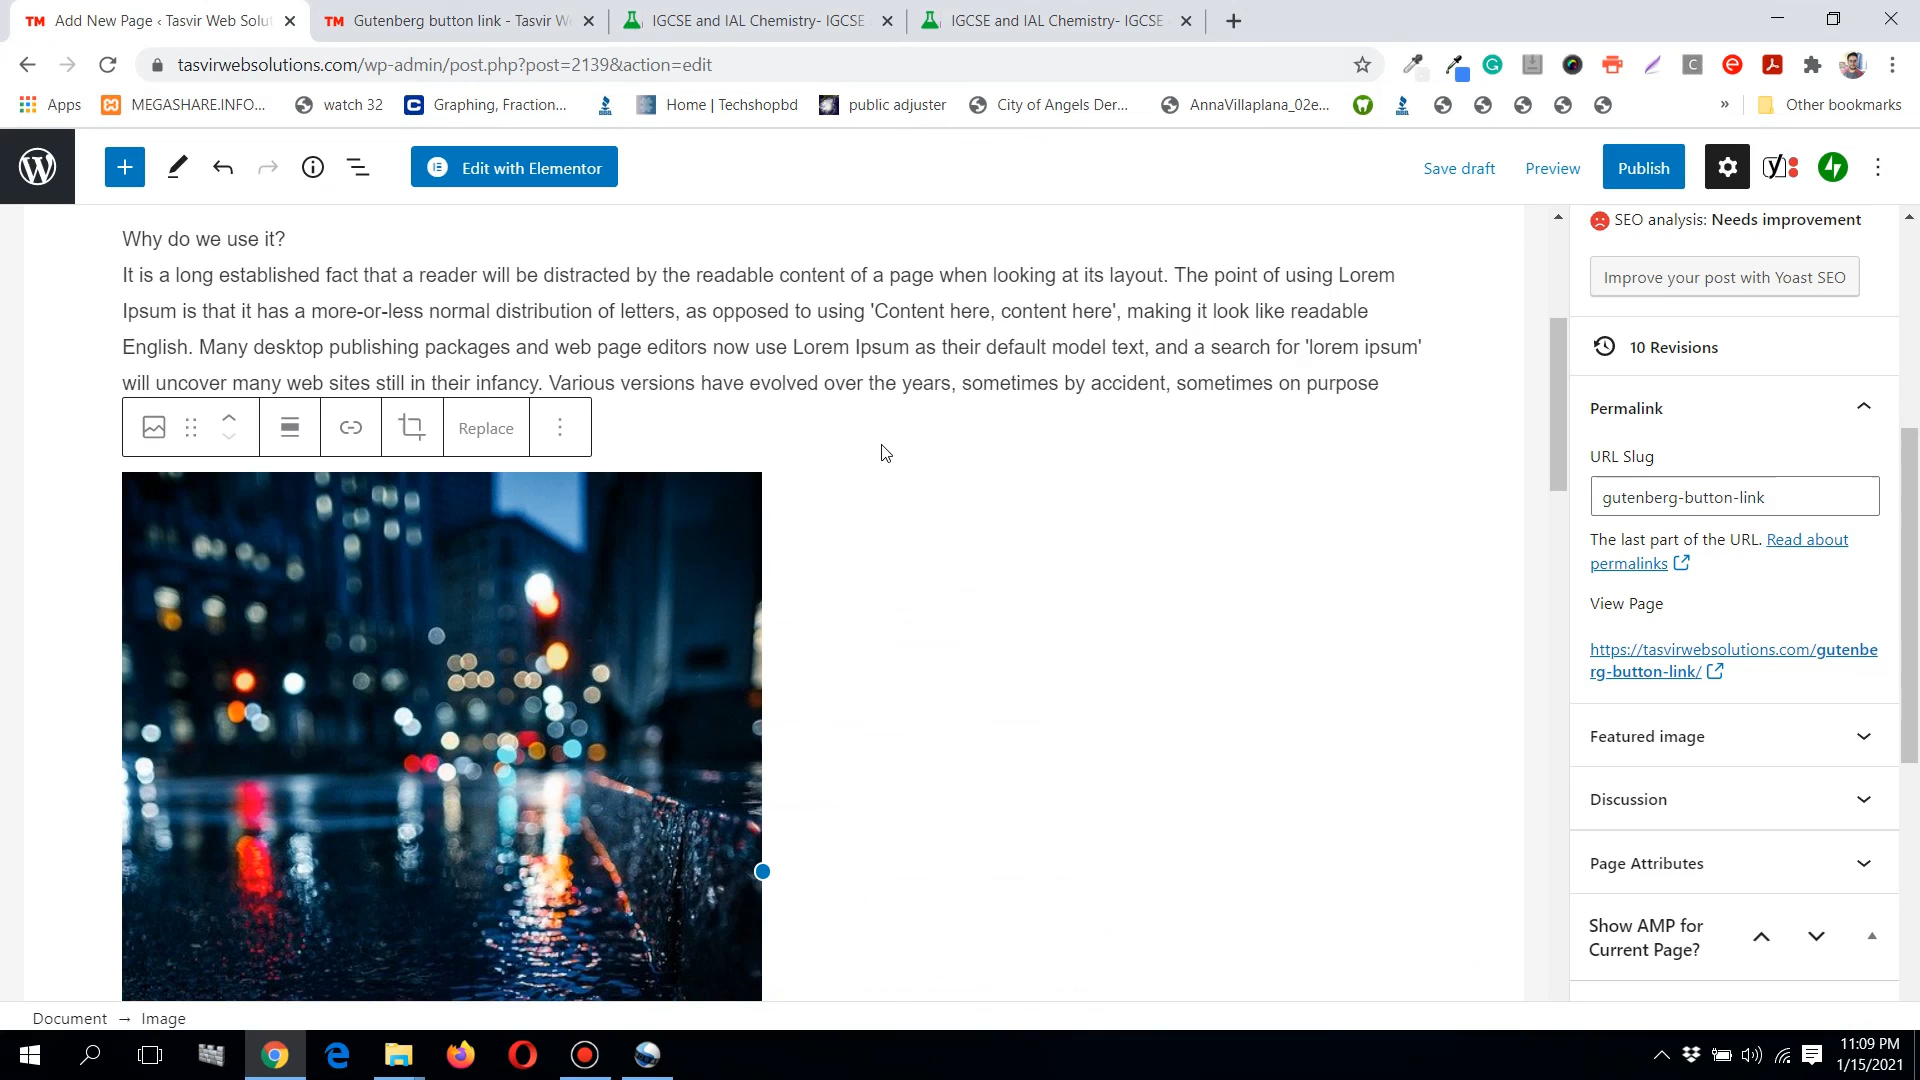 Add New Page ‹ Tasvir Web Solut
Gutenberg button link - Tasvir W
IGCSE and IAL Chemistry- IGCSE
IGCSE and IAL Chemistry- IGCSE
tasvirwebsolutions.com/wp-admin/post.php?post=2139&action=edit
Apps
MEGASHARE.INFO...
watch 32
Graphing, Fraction...
Home | Techshopbd
public adjuster
City of Angels Der...
AnnaVillaplana_02e...
»
Other bookmarks
Edit with Elementor
Save draft
Preview
Publish
Why do we use it?
It is a long established fact that a reader will be distracted by the readable content of a page when looking at its layout. The point of using Lorem
Ipsum is that it has a more-or-less normal distribution of letters, as opposed to using 'Content here, content here', making it look like readable
English. Many desktop publishing packages and web page editors now use Lorem Ipsum as their default model text, and a search for 'lorem ipsum'
will uncover many web sites still in their infancy. Various versions have evolved over the years, sometimes by accident, sometimes on purpose
Replace
SEO analysis: Needs improvement
Improve your post with Yoast SEO
10 Revisions
Permalink
URL Slug
gutenberg-button-link
The last part of the URL. Read about
permalinks
View Page
https://tasvirwebsolutions.com/gutenbe
rg-button-link/
Featured image
Discussion
Page Attributes
Show AMP for
Current Page?
Document → Image
11:09 PM
1/15/2021